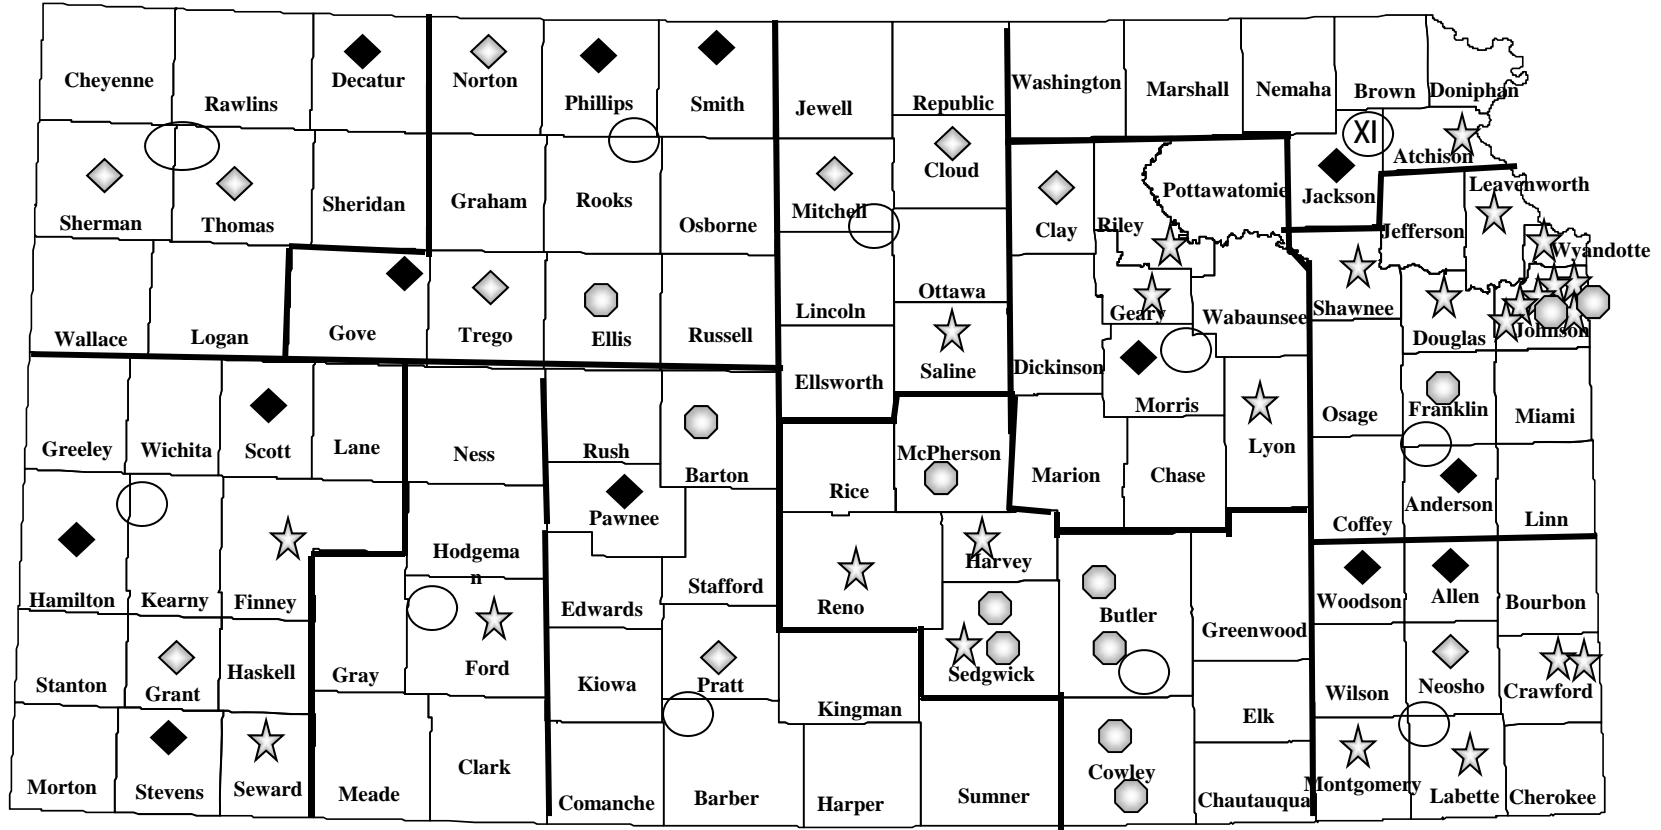 Cheyenne
Rawlins
Decatur
Norton
Phillips
Smith
Jewell
Republic
Washington
Marshall
Nemaha
Brown
Doniphan
Sherman
Thomas
Sheridan
Graham
Rooks
Osborne
Mitchell
Cloud
Clay
Riley
Pottawatomie
XI
Jackson
Atchison
Jefferson
Leavenworth
Wyandotte
Wallace
Logan
Gove
Trego
Ellis
Russell
Lincoln
Ottawa
Ellsworth
Saline
Dickinson
Geary
Wabaunsee
Shawnee
Douglas
Johnson
Morris
Greeley
Wichita
Scott
Lane
Ness
Rush
Barton
Pawnee
Rice
McPherson
Marion
Chase
Lyon
Osage
Franklin
Miami
Coffey
Anderson
Linn
Hamilton
Kearny
Finney
Hodgema
n
Edwards
Stafford
Reno
Harvey
Butler
Greenwood
Woodson
Allen
Bourbon
Stanton
Grant
Haskell
Gray
Ford
Kiowa
Pratt
Kingman
Sedgwick
Elk
Wilson
Neosho
Crawford
Morton
Stevens
Seward
Meade
Clark
Comanche
Barber
Harper
Sumner
Cowley
Chautauqua
Montgomery
Labette
Cherokee